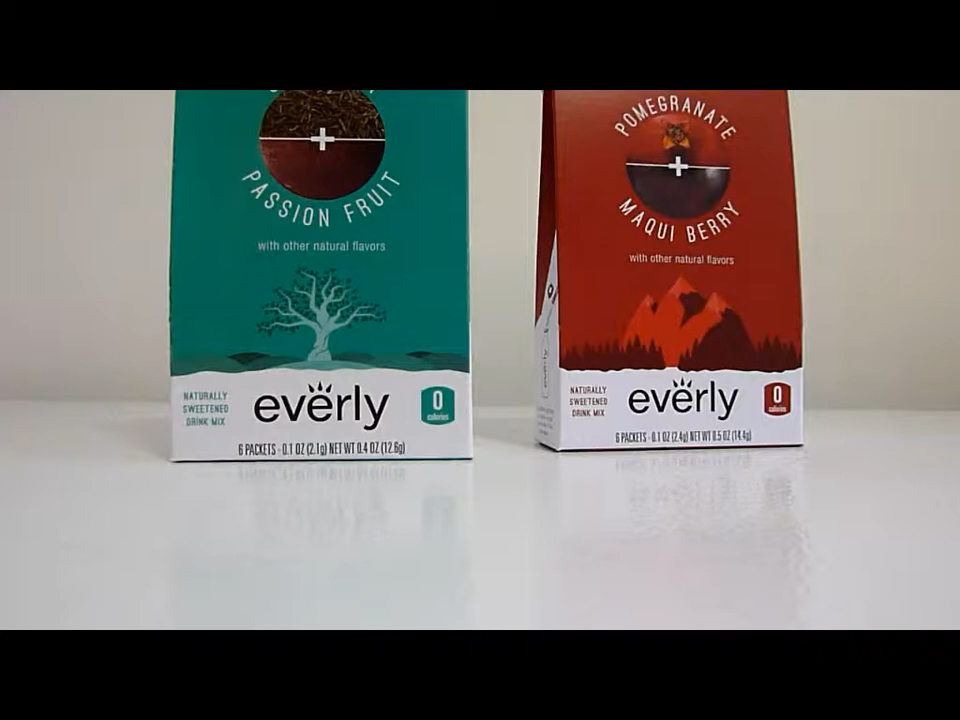 PASSION FRUIT
with other natural flavors
NATURALLY
SWEETENED
DRINK MIX
everly
0
calories
6 PACKETS - 0.1 OZ (2.1g) NET WT 0.4 OZ (12.6g)
POMEGRANATE
MAQUI BERRY
with other natural flavors
everly
NATURALLY
SWEETENED
DRINK MIX
everly
0
calories
6 PACKETS - 0.1 OZ (2.4g) NET WT 0.5 OZ (14.4g)